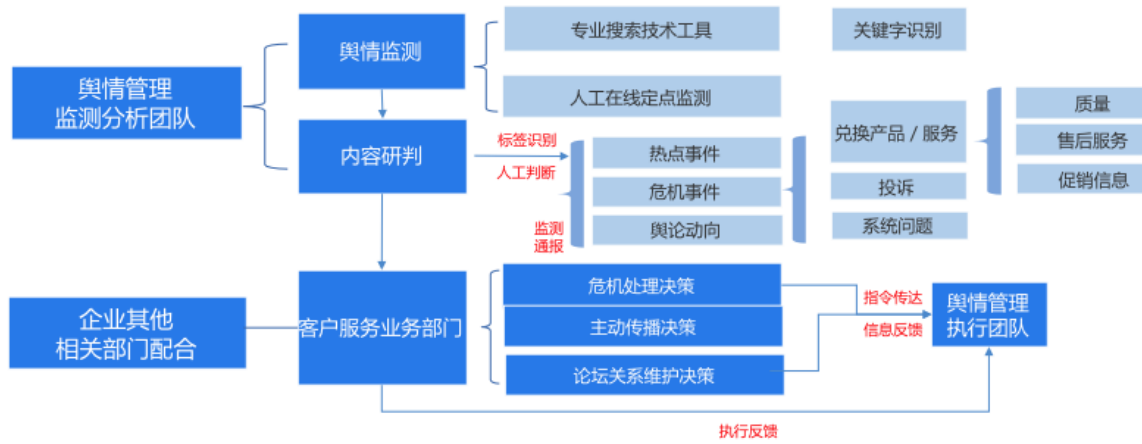 舆情管理
监测分析团队
舆情监测
专业搜索技术工具
关键字识别
人工在线定点监测
内容研判
标签识别
人工判断
监测
通报
热点事件
危机事件
舆论动向
兑换产品 / 服务
投诉
系统问题
质量
售后服务
促销信息
企业其他
相关部门配合
客户服务业务部门
危机处理决策
主动传播决策
论坛关系维护决策
指令传达
信息反馈
舆情管理
执行团队
执行反馈